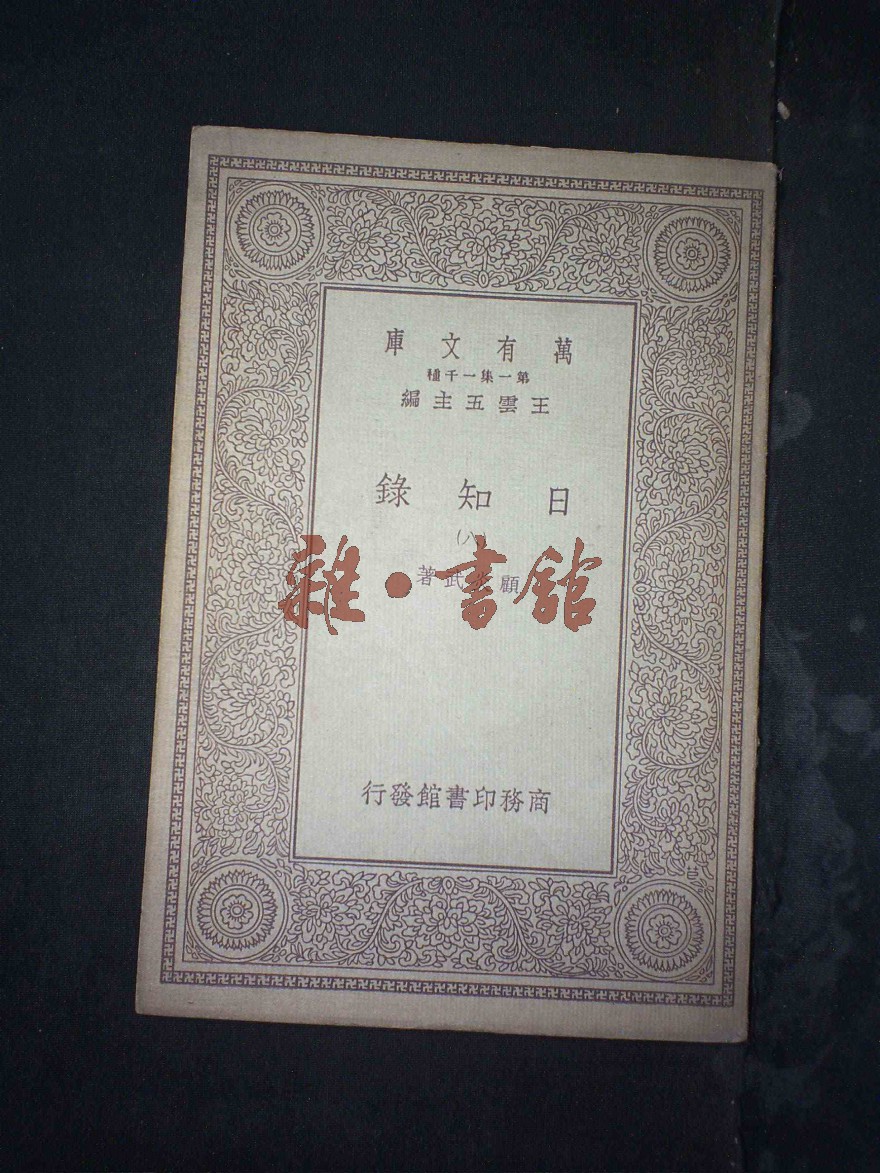 萬有文庫
第一集一千種
王雲五主編
日知錄
(八)
顧炎武著
雜·書館
商務印書館發行